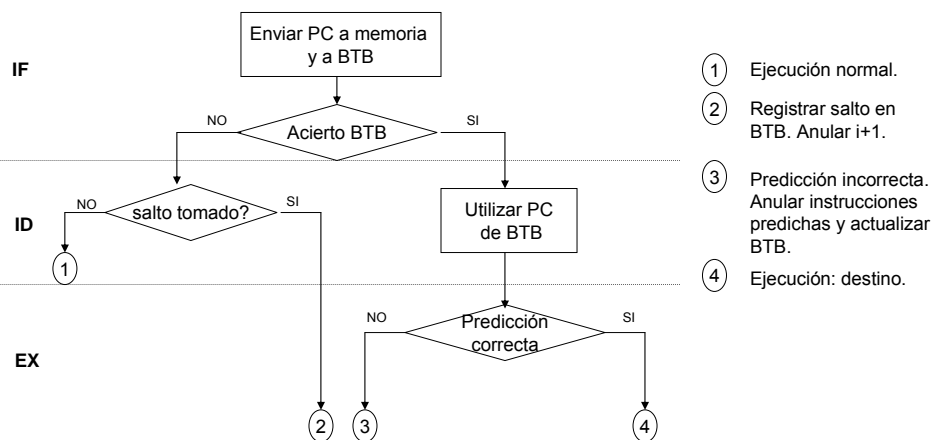 Enviar PC a memoria
y a BTB
IF
Acierto BTB
NO
SI
ID
salto tomado?
NO
SI
Utilizar PC
de BTB
1
EX
Predicción
correcta
NO
SI
2
3
4
1 Ejecución normal.
2 Registrar salto en
BTB. Anular i+1.
3 Predicción incorrecta.
Anular instrucciones
predichas y actualizar
BTB.
4 Ejecución: destino.